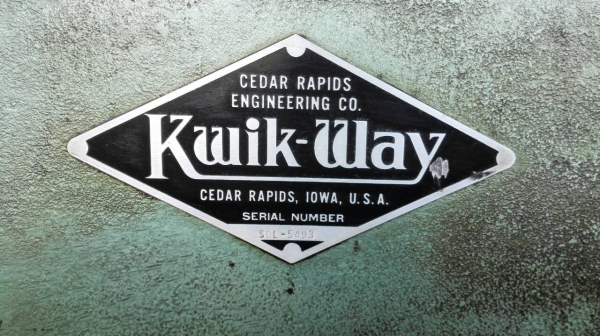 CEDAR RAPIDS
ENGINEERING CO.
Kwik-Way
CEDAR RAPIDS, IOWA, U.S.A.
SERIAL NUMBER